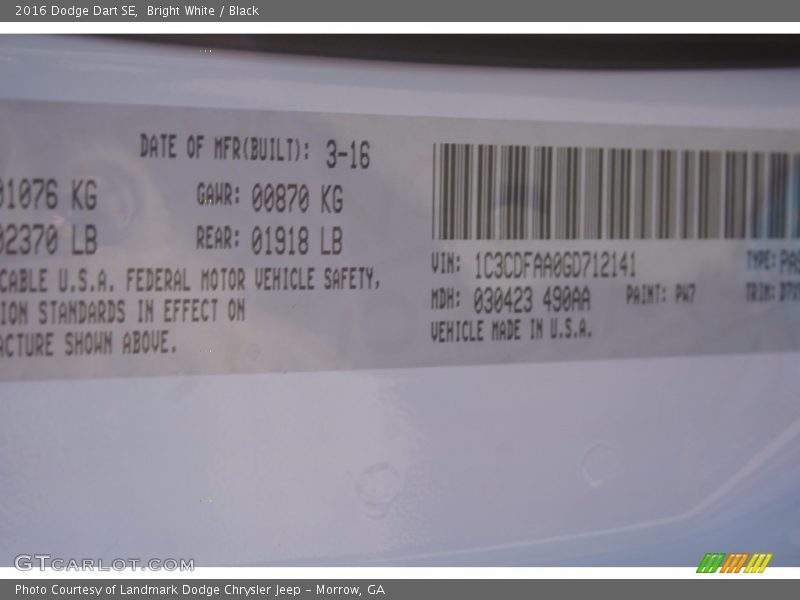 2016 Dodge Dart SE, Bright White / Black
DATE OF MFR(BUILT): 3-16
01076 KG GAWR: 00870 KG
02370 LB REAR: 01918 LB
CABLE U.S.A. FEDERAL MOTOR VEHICLE SAFETY,
ION STANDARDS IN EFFECT ON
ACTURE SHOWN ABOVE.
VIN: 1C3CDFAA0GD712141 TYPE: PAS
MDH: 030423 490AA PAINT: PW7 TRIM:
VEHICLE MADE IN U.S.A.
GTCARLOT.COM
Photo Courtesy of Landmark Dodge Chrysler Jeep – Morrow, GA